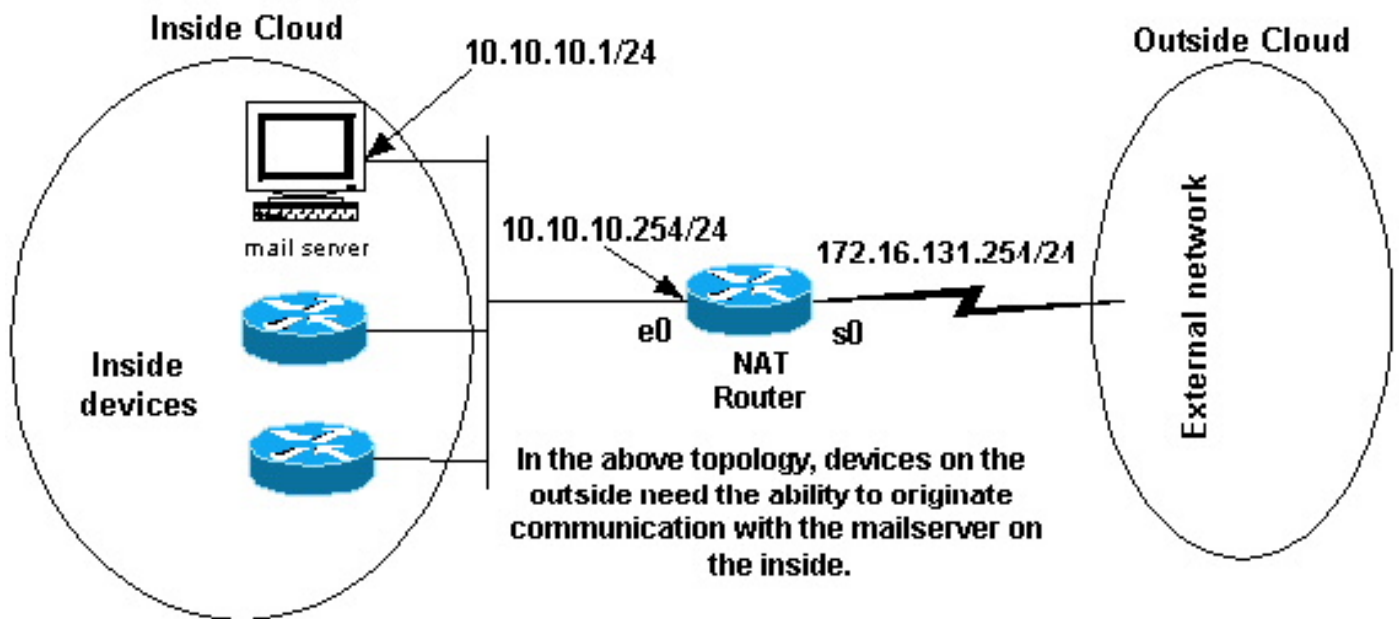 Inside Cloud
10.10.10.1/24
Outside Cloud
mail server
10.10.10.254/24
172.16.131.254/24
e0
s0
NAT
Router
Inside
devices
External network
In the above topology, devices on the
outside need the ability to originate
communication with the mailserver on
the inside.